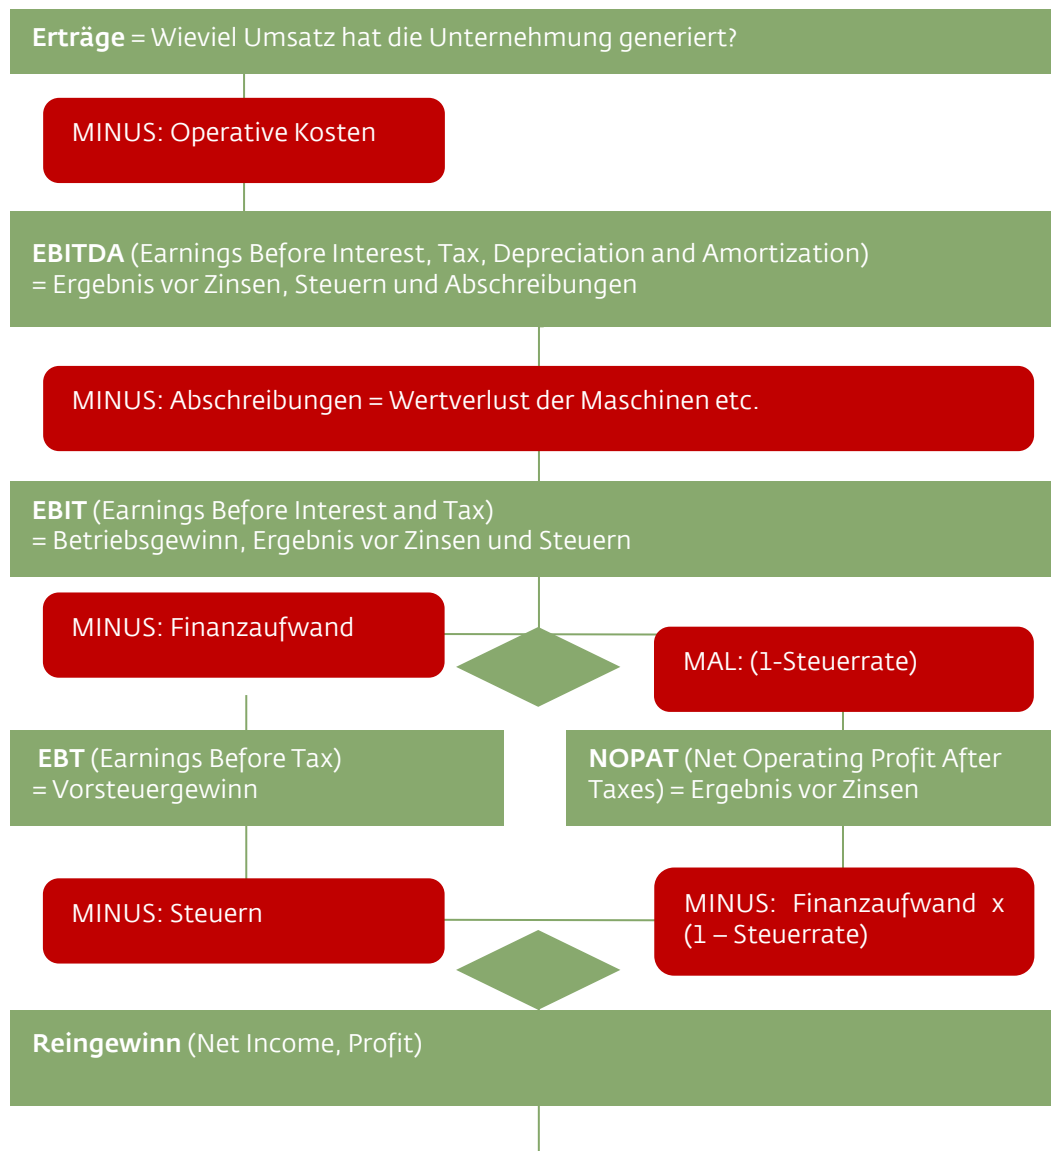 Erträge = Wieviel Umsatz hat die Unternehmung generiert?
MINUS: Operative Kosten
EBITDA (Earnings Before Interest, Tax, Depreciation and Amortization)
= Ergebnis vor Zinsen, Steuern und Abschreibungen
MINUS: Abschreibungen = Wertverlust der Maschinen etc.
EBIT (Earnings Before Interest and Tax)
= Betriebsgewinn, Ergebnis vor Zinsen und Steuern
MINUS: Finanzaufwand
MAL: (1-Steuerrate)
EBT (Earnings Before Tax)
= Vorsteuergewinn
NOPAT (Net Operating Profit After
Taxes) = Ergebnis vor Zinsen
MINUS: Steuern
MINUS: Finanzaufwand x
(1 – Steuerrate)
Reingewinn (Net Income, Profit)